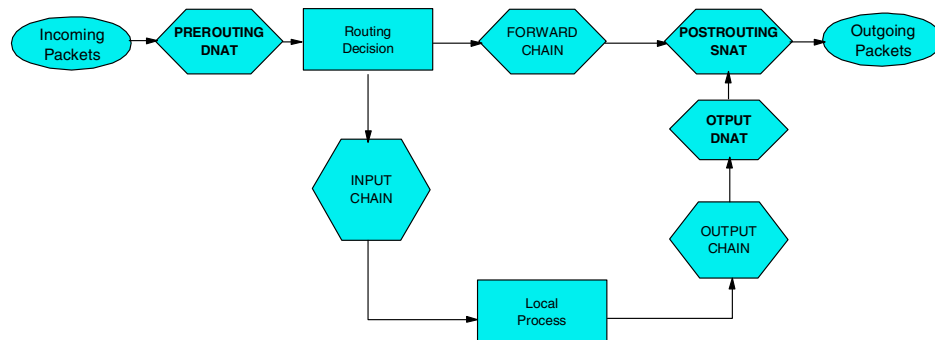 Incoming
Packets
PREROUTING
DNAT
Routing
Decision
FORWARD
CHAIN
POSTROUTING
SNAT
Outgoing
Packets
OTPUT
DNAT
INPUT
CHAIN
OUTPUT
CHAIN
Local
Process